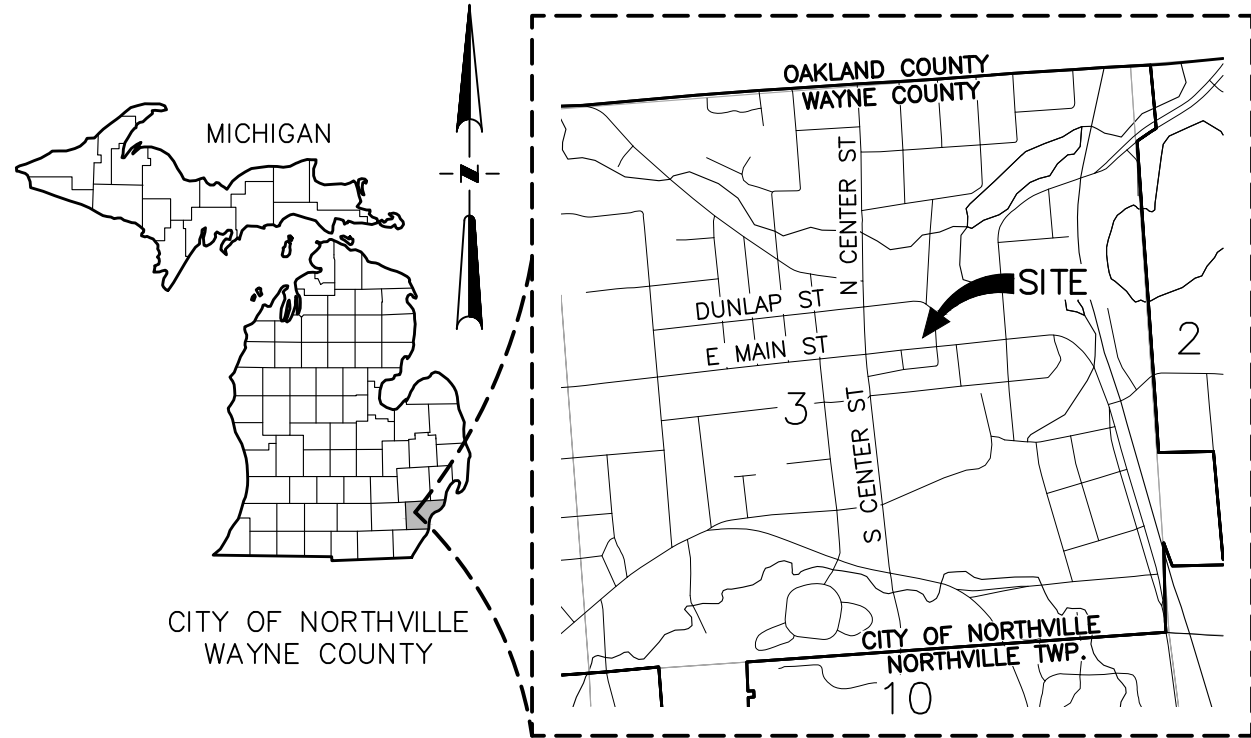 MICHIGAN
N
CITY OF NORTHVILLE
WAYNE COUNTY
OAKLAND COUNTY
WAYNE COUNTY
N CENTER ST
SITE
DUNLAP ST
E MAIN ST
2
3
S CENTER ST
CITY OF NORTHVILLE
NORTHVILLE TWP.
10